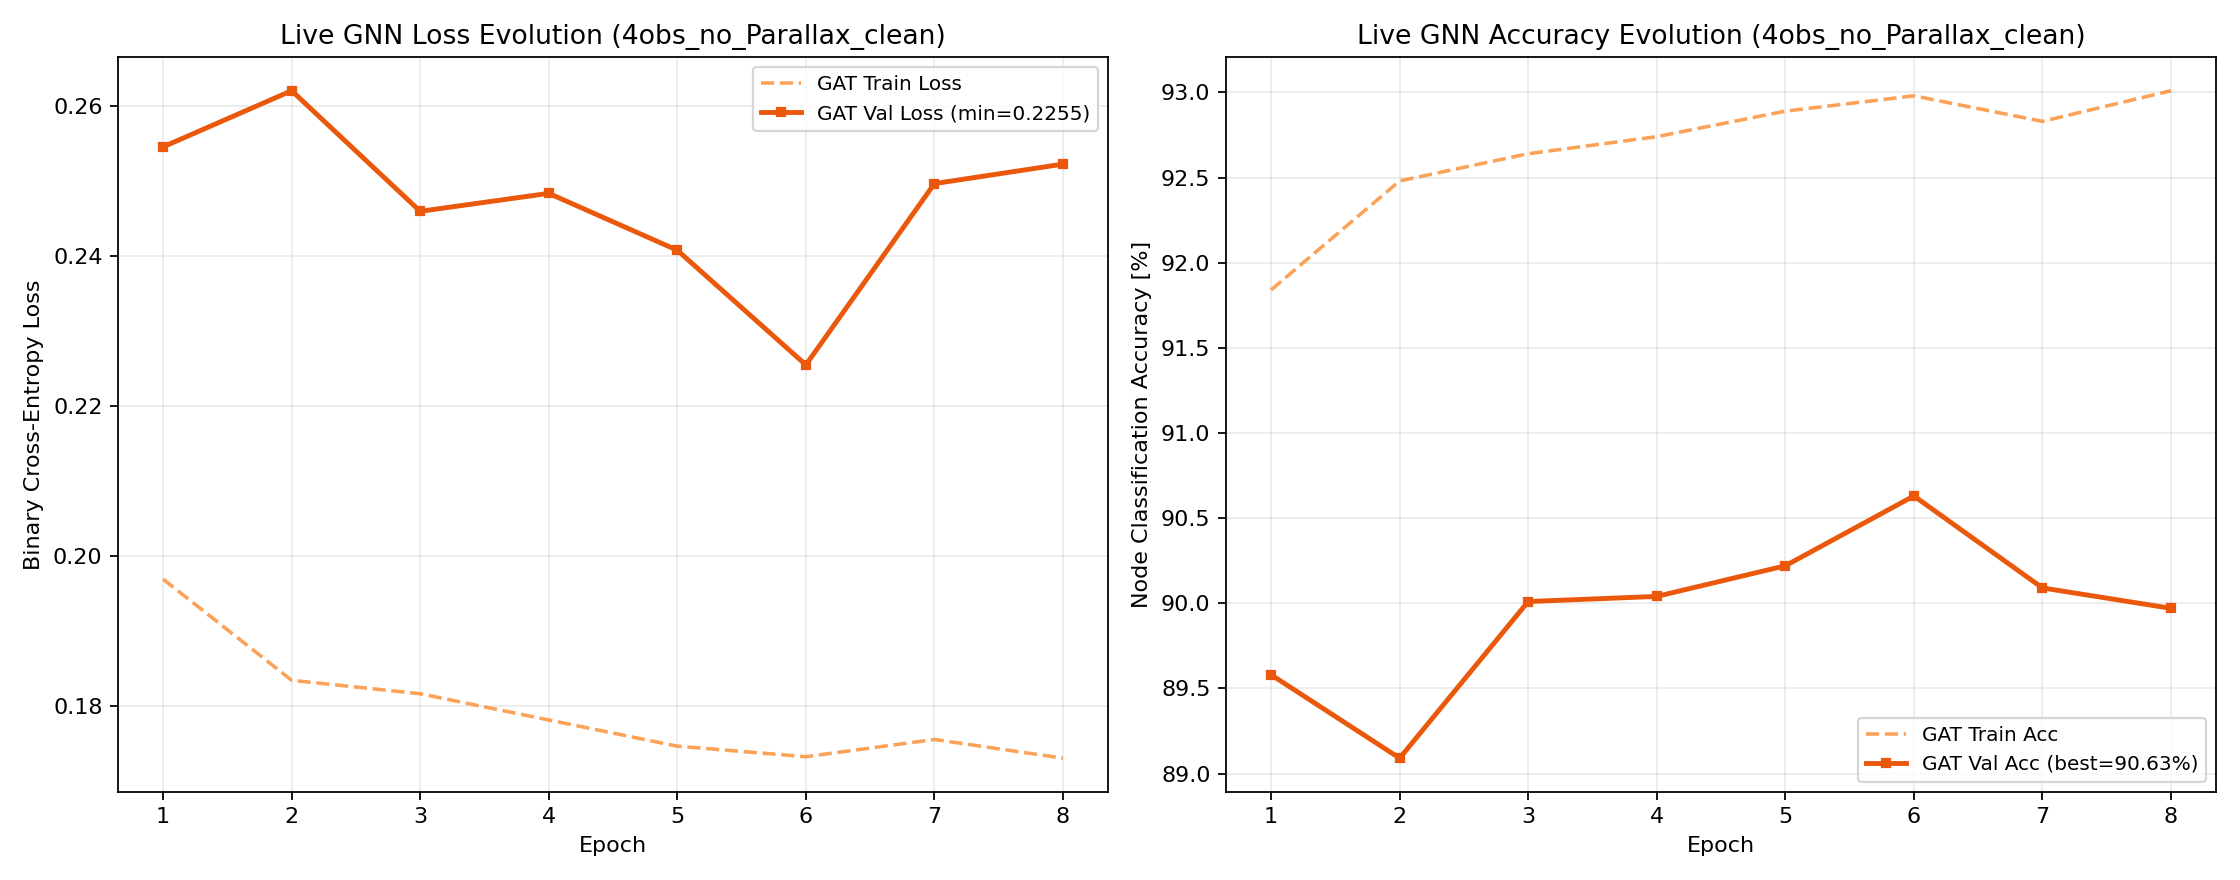 Live GNN Loss Evolution (4obs_no_Parallax_clean)
GAT Train Loss
GAT Val Loss (min=0.2255)
0.26
0.24
0.22
0.20
0.18
Binary Cross-Entropy Loss
1 2 3 4 5 6 7 8
Epoch
Live GNN Accuracy Evolution (4obs_no_Parallax_clean)
93.0
92.5
92.0
91.5
91.0
90.5
90.0
89.5
89.0
Node Classification Accuracy [%]
GAT Train Acc
GAT Val Acc (best=90.63%)
1 2 3 4 5 6 7 8
Epoch